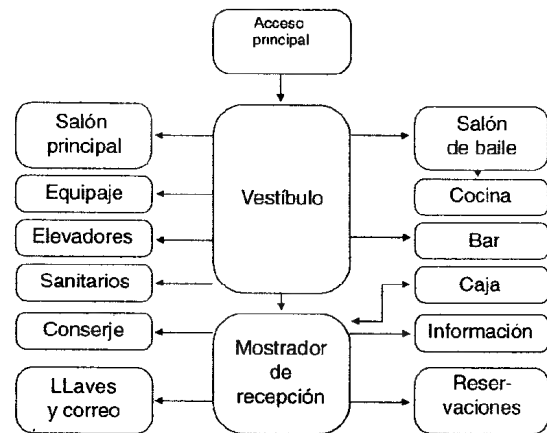 Acceso
principal
Salón
principal
Vestíbulo
Salón
de baile
Equipaje
Cocina
Elevadores
Bar
Sanitarios
Caja
Conserje
Mostrador
de
recepción
Información
LLaves
y correo
Reser-
vaciones